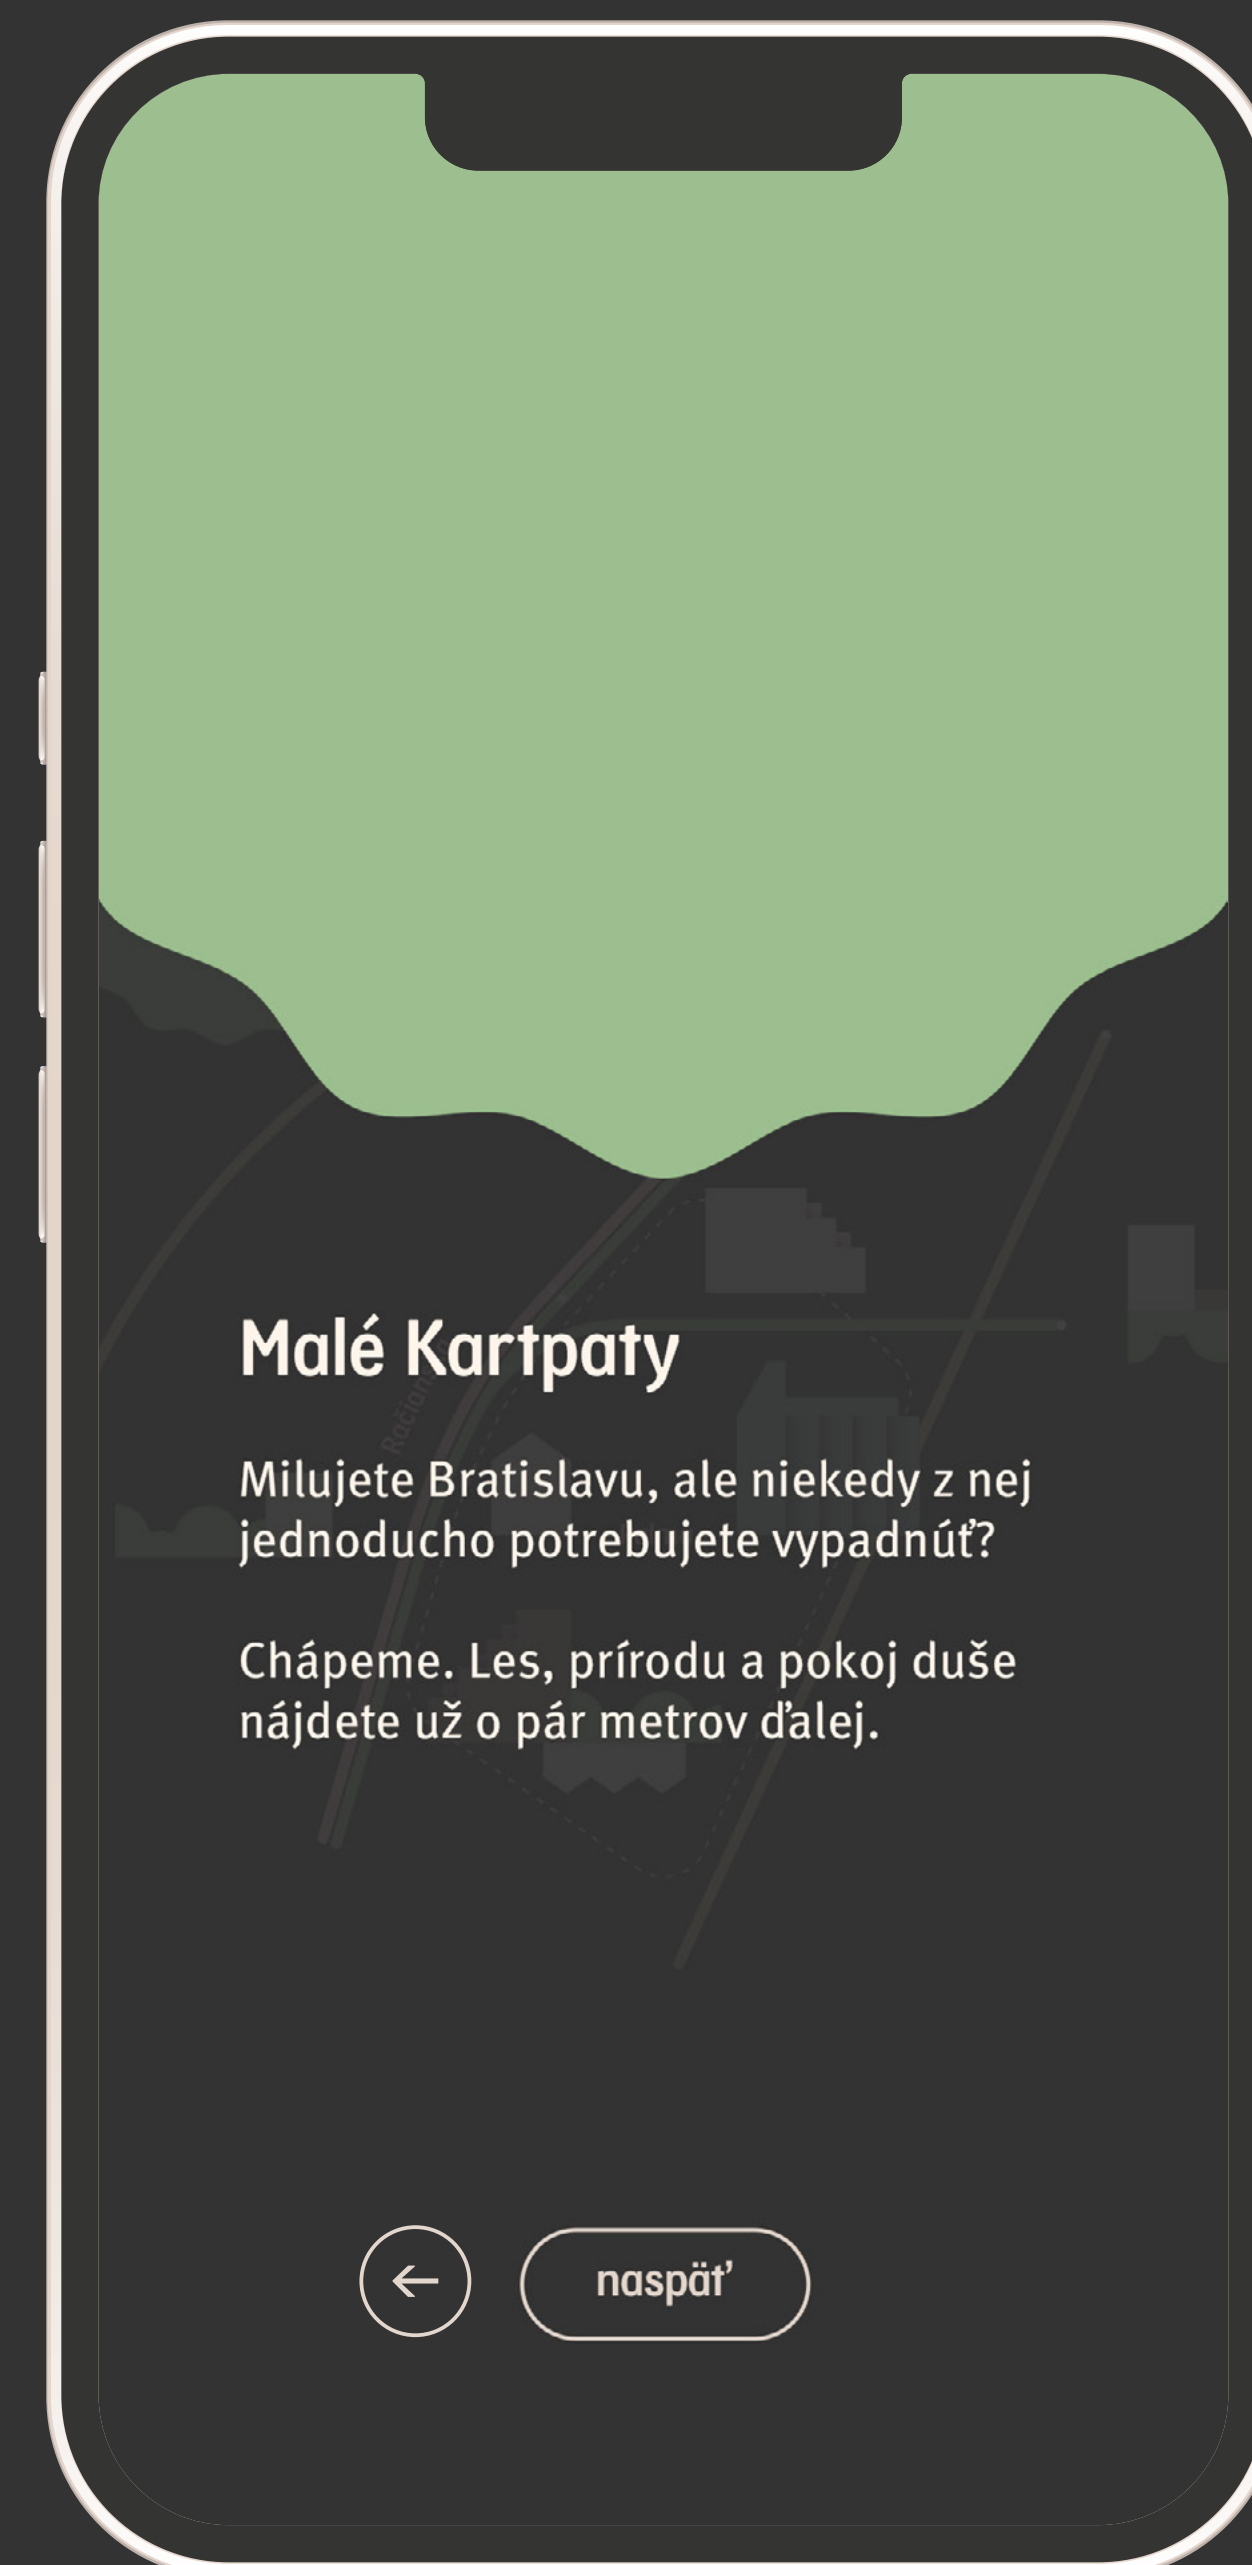 Malé Kartpaty
Milujete Bratislavu, ale niekedy z nej
jednoducho potrebujete vypadnúť?
Chápeme. Les, prírodu a pokoj duše
nájdete už o pár metrov ďalej.
naspäť